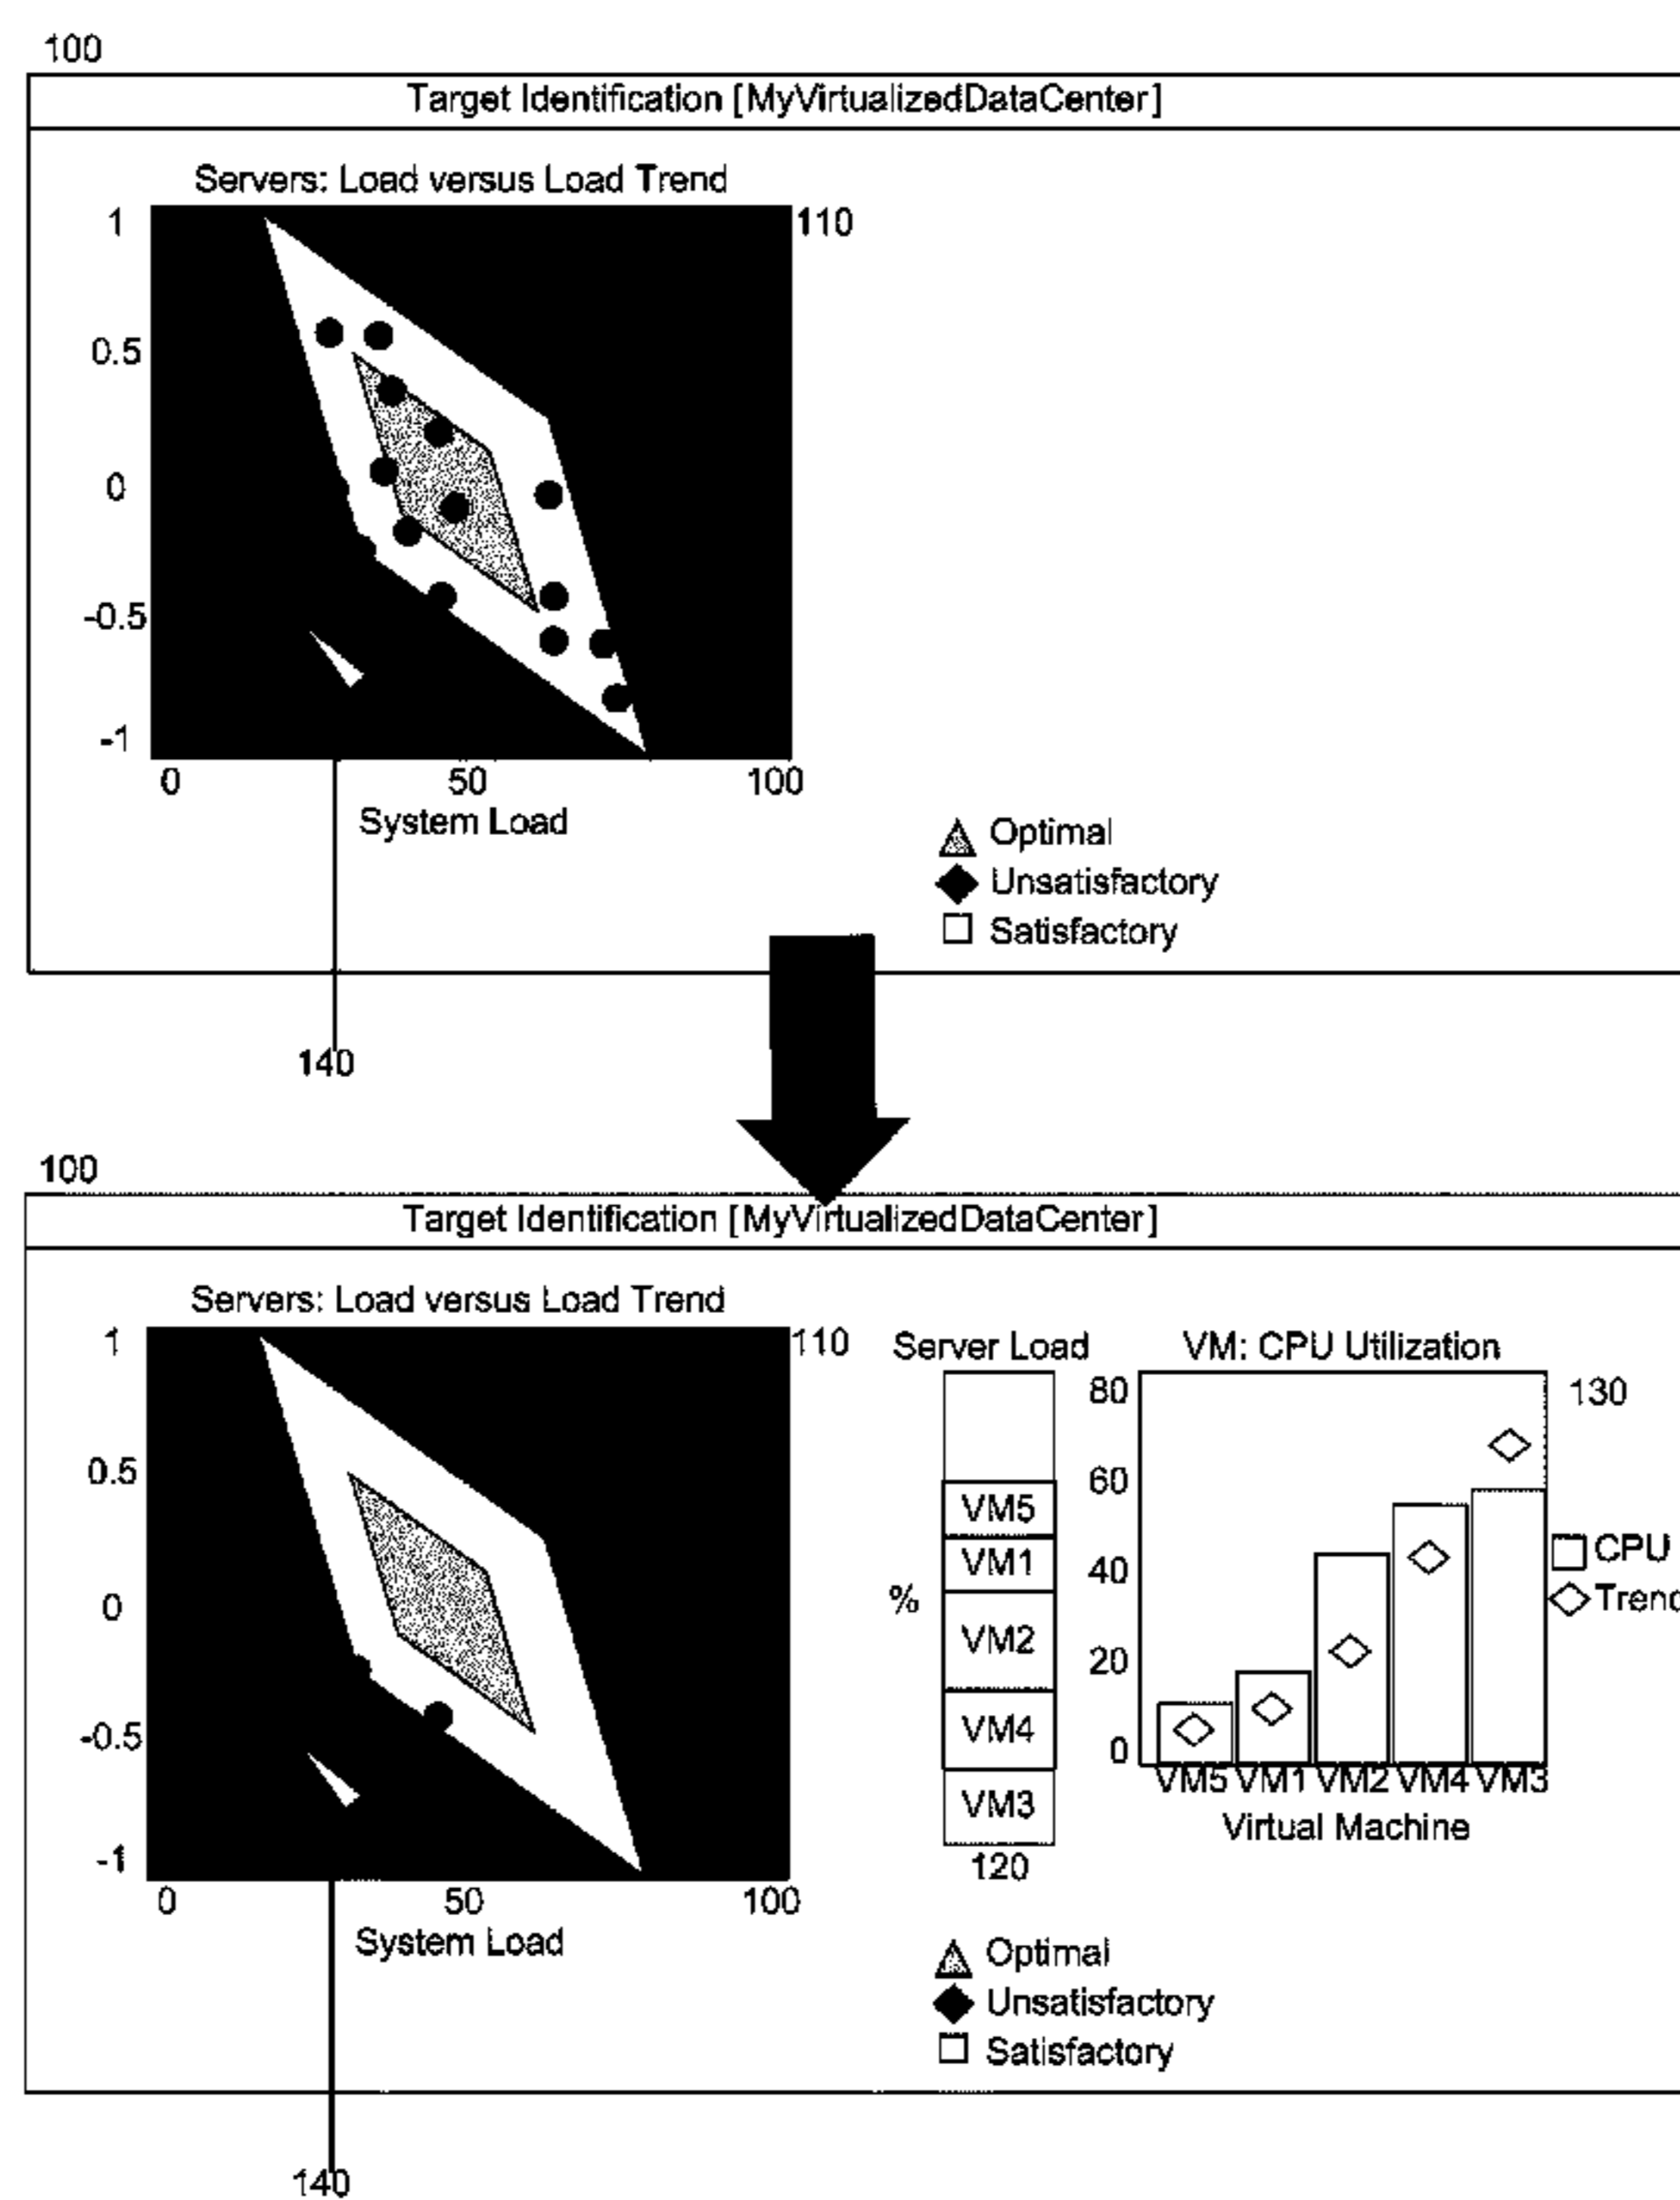 100
Target Identification [MyVirtualizedDataCenter]
Servers: Load versus Load Trend
110
1
0.5
0
-0.5
-1
0 50 100
System Load
Optimal
Unsatisfactory
Satisfactory
140
100
Target Identification [MyVirtualizedDataCenter]
Servers: Load versus Load Trend
110
1
0.5
0
-0.5
-1
0 50 100
System Load
Server Load
%
VM5
VM1
VM2
VM4
VM3
120
VM: CPU Utilization
130
80
60
40
20
0
VM5 VM1 VM2 VM4 VM3
Virtual Machine
CPU
Optimal
Unsatisfactory
Satisfactory
140